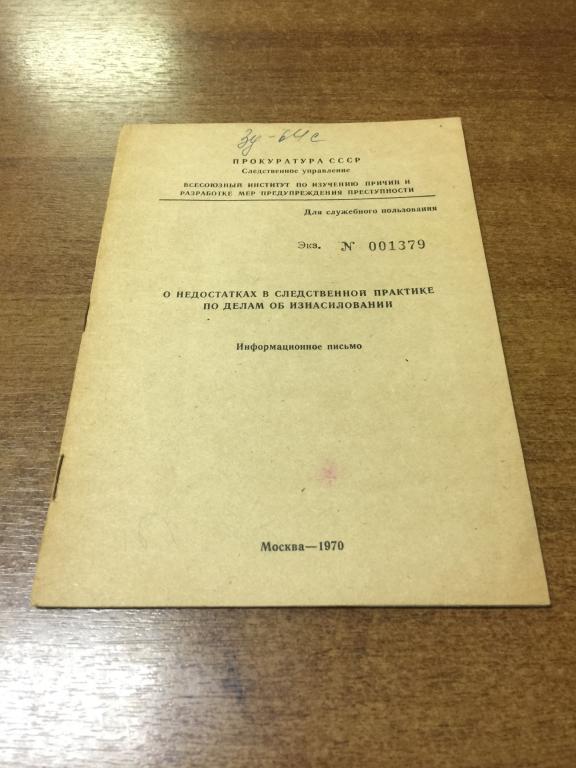 Зу-64с
ПРОКУРАТУРА СССР
Следственное управление
ВСЕСОЮЗНЫЙ ИНСТИТУТ ПО ИЗУЧЕНИЮ ПРИЧИН И
РАЗРАБОТКЕ МЕР ПРЕДУПРЕЖДЕНИЯ ПРЕСТУПНОСТИ
Для служебного пользования
Экз. № 001379
О НЕДОСТАТКАХ В СЛЕДСТВЕННОЙ ПРАКТИКЕ
ПО ДЕЛАМ ОБ ИЗНАСИЛОВАНИИ
Информационное письмо
Москва—1970